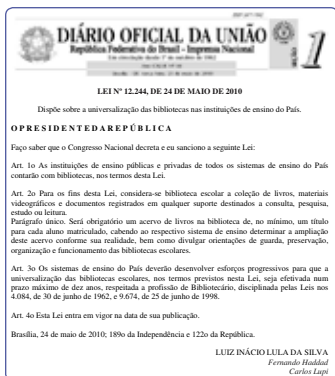 DIÁRIO OFICIAL DA UNIÃO
República Federativa do Brasil - Imprensa Nacional
1
LEI Nº 12.244, DE 24 DE MAIO DE 2010
Dispõe sobre a universalização das bibliotecas nas instituições de ensino do País.
O P R E S I D E N T E D A R E P Ú B L I C A
Faço saber que o Congresso Nacional decreta e eu sanciono a seguinte Lei:
Art. 1o As instituições de ensino públicas e privadas de todos os sistemas de ensino do País
contarão com bibliotecas, nos termos desta Lei.
Art. 2o Para os fins desta Lei, considera-se biblioteca escolar a coleção de livros, materiais
videográficos e documentos registrados em qualquer suporte destinados a consulta, pesquisa,
estudo ou leitura.
Parágrafo único. Será obrigatório um acervo de livros na biblioteca de, no mínimo, um título
para cada aluno matriculado, cabendo ao respectivo sistema de ensino determinar a ampliação
deste acervo conforme sua realidade, bem como divulgar orientações de guarda, preservação,
organização e funcionamento das bibliotecas escolares.
Art. 3o Os sistemas de ensino do País deverão desenvolver esforços progressivos para que a
universalização das bibliotecas escolares, nos termos previstos nesta Lei, seja efetivada num
prazo máximo de dez anos, respeitada a profissão de Bibliotecário, disciplinada pelas Leis nos
4.084, de 30 de junho de 1962, e 9.674, de 25 de junho de 1998.
Art. 4o Esta Lei entra em vigor na data de sua publicação.
Brasília, 24 de maio de 2010; 189o da Independência e 122o da República.
LUIZ INÁCIO LULA DA SILVA
Fernando Haddad
Carlos Lupi